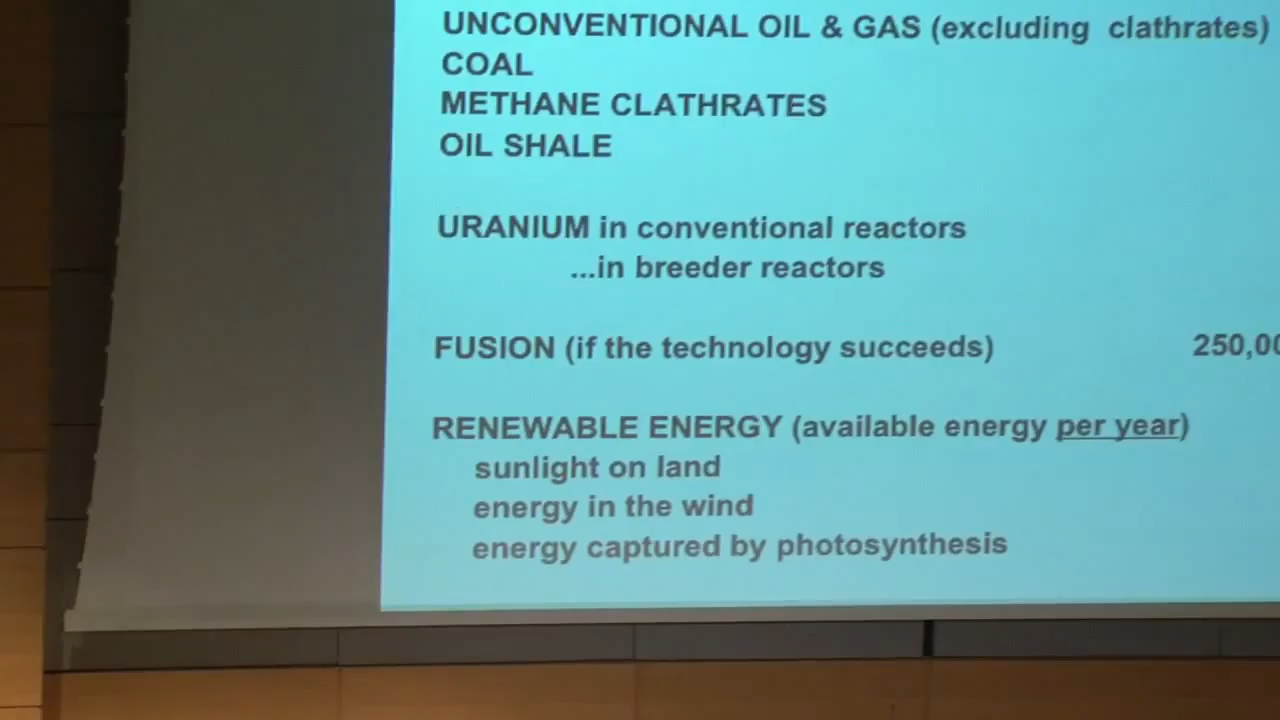 UNCONVENTIONAL OIL & GAS (excluding clathrates)
COAL
METHANE CLATHRATES
OIL SHALE
URANIUM in conventional reactors
...in breeder reactors
FUSION (if the technology succeeds) 250,00
RENEWABLE ENERGY (available energy per year)
sunlight on land
energy in the wind
energy captured by photosynthesis